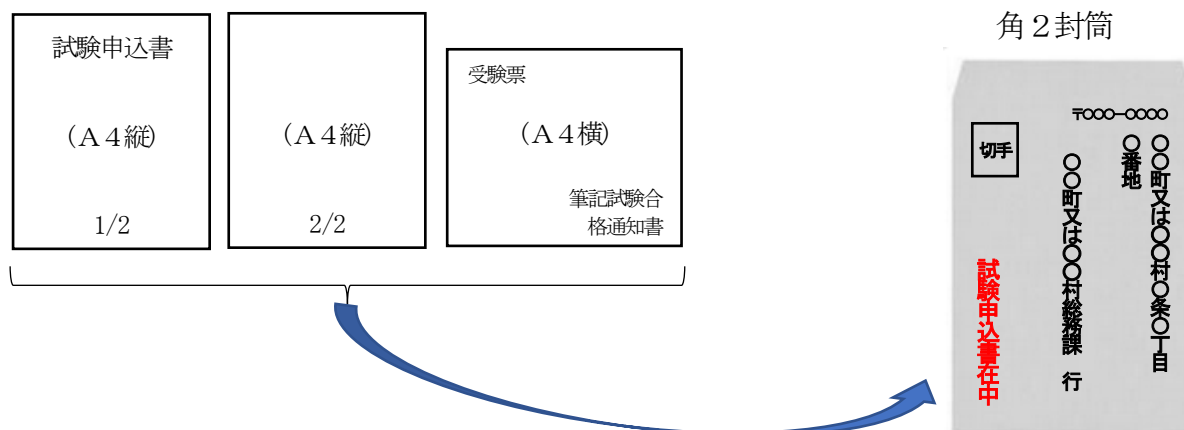 試験申込書
(A4縦)
1/2
(A4縦)
2/2
受験票
(A4横)
筆記試験合
格通知書
角2封筒
〒000-0000
〇〇町又は〇〇村〇条〇丁目
〇番地
〇〇町又は〇〇村総務課 行
切手
試験申込書在中